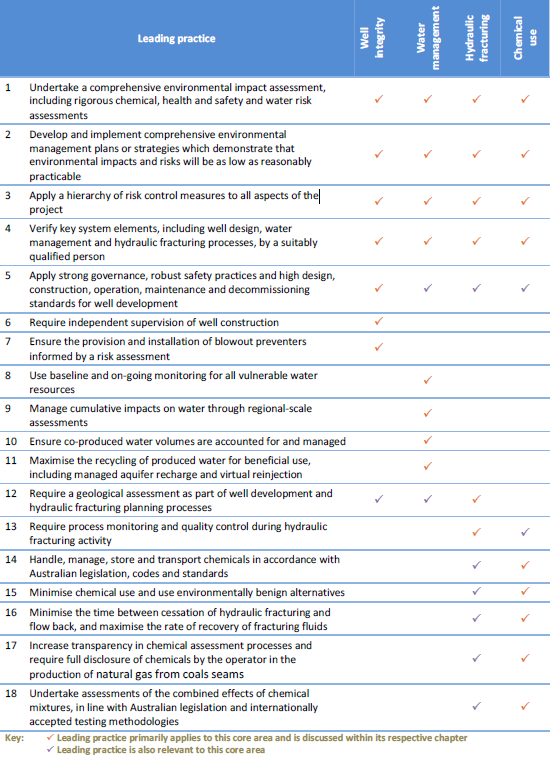 Leading practice
Well
integrity
Water
management
Hydraulic
fracturing
Chemical
use
1 Undertake a comprehensive environmental impact assessment,
including rigorous chemical, health and safety and water risk
assessments
✓ ✓ ✓ ✓
2 Develop and implement comprehensive environmental
management plans or strategies which demonstrate that
environmental impacts and risks will be as low as reasonably
practicable
✓ ✓ ✓ ✓
3 Apply a hierarchy of risk control measures to all aspects of the
project
✓ ✓ ✓ ✓
4 Verify key system elements, including well design, water
management and hydraulic fracturing processes, by a suitably
qualified person
✓ ✓ ✓ ✓
5 Apply strong governance, robust safety practices and high design,
construction, operation, maintenance and decommissioning
standards for well development
✓ ✓ ✓ ✓
6 Require independent supervision of well construction ✓
7 Ensure the provision and installation of blowout preventers
informed by a risk assessment
✓
8 Use baseline and on-going monitoring for all vulnerable water
resources
✓
9 Manage cumulative impacts on water through regional-scale
assessments
✓
10 Ensure co-produced water volumes are accounted for and managed ✓
11 Maximise the recycling of produced water for beneficial use,
including managed aquifer recharge and virtual reinjection
✓
12 Require a geological assessment as part of well development and
hydraulic fracturing planning processes
✓ ✓ ✓
13 Require process monitoring and quality control during hydraulic
fracturing activity
✓ ✓
14 Handle, manage, store and transport chemicals in accordance with
Australian legislation, codes and standards
✓ ✓
15 Minimise chemical use and use environmentally benign alternatives ✓ ✓
16 Minimise the time between cessation of hydraulic fracturing and
flow back, and maximise the rate of recovery of fracturing fluids
✓ ✓
17 Increase transparency in chemical assessment processes and
require full disclosure of chemicals by the operator in the
production of natural gas from coals seams
✓ ✓
18 Undertake assessments of the combined effects of chemical
mixtures, in line with Australian legislation and internationally
accepted testing methodologies
✓ ✓
Key: ✓ Leading practice primarily applies to this core area and is discussed within its respective chapter
✓ Leading practice is also relevant to this core area